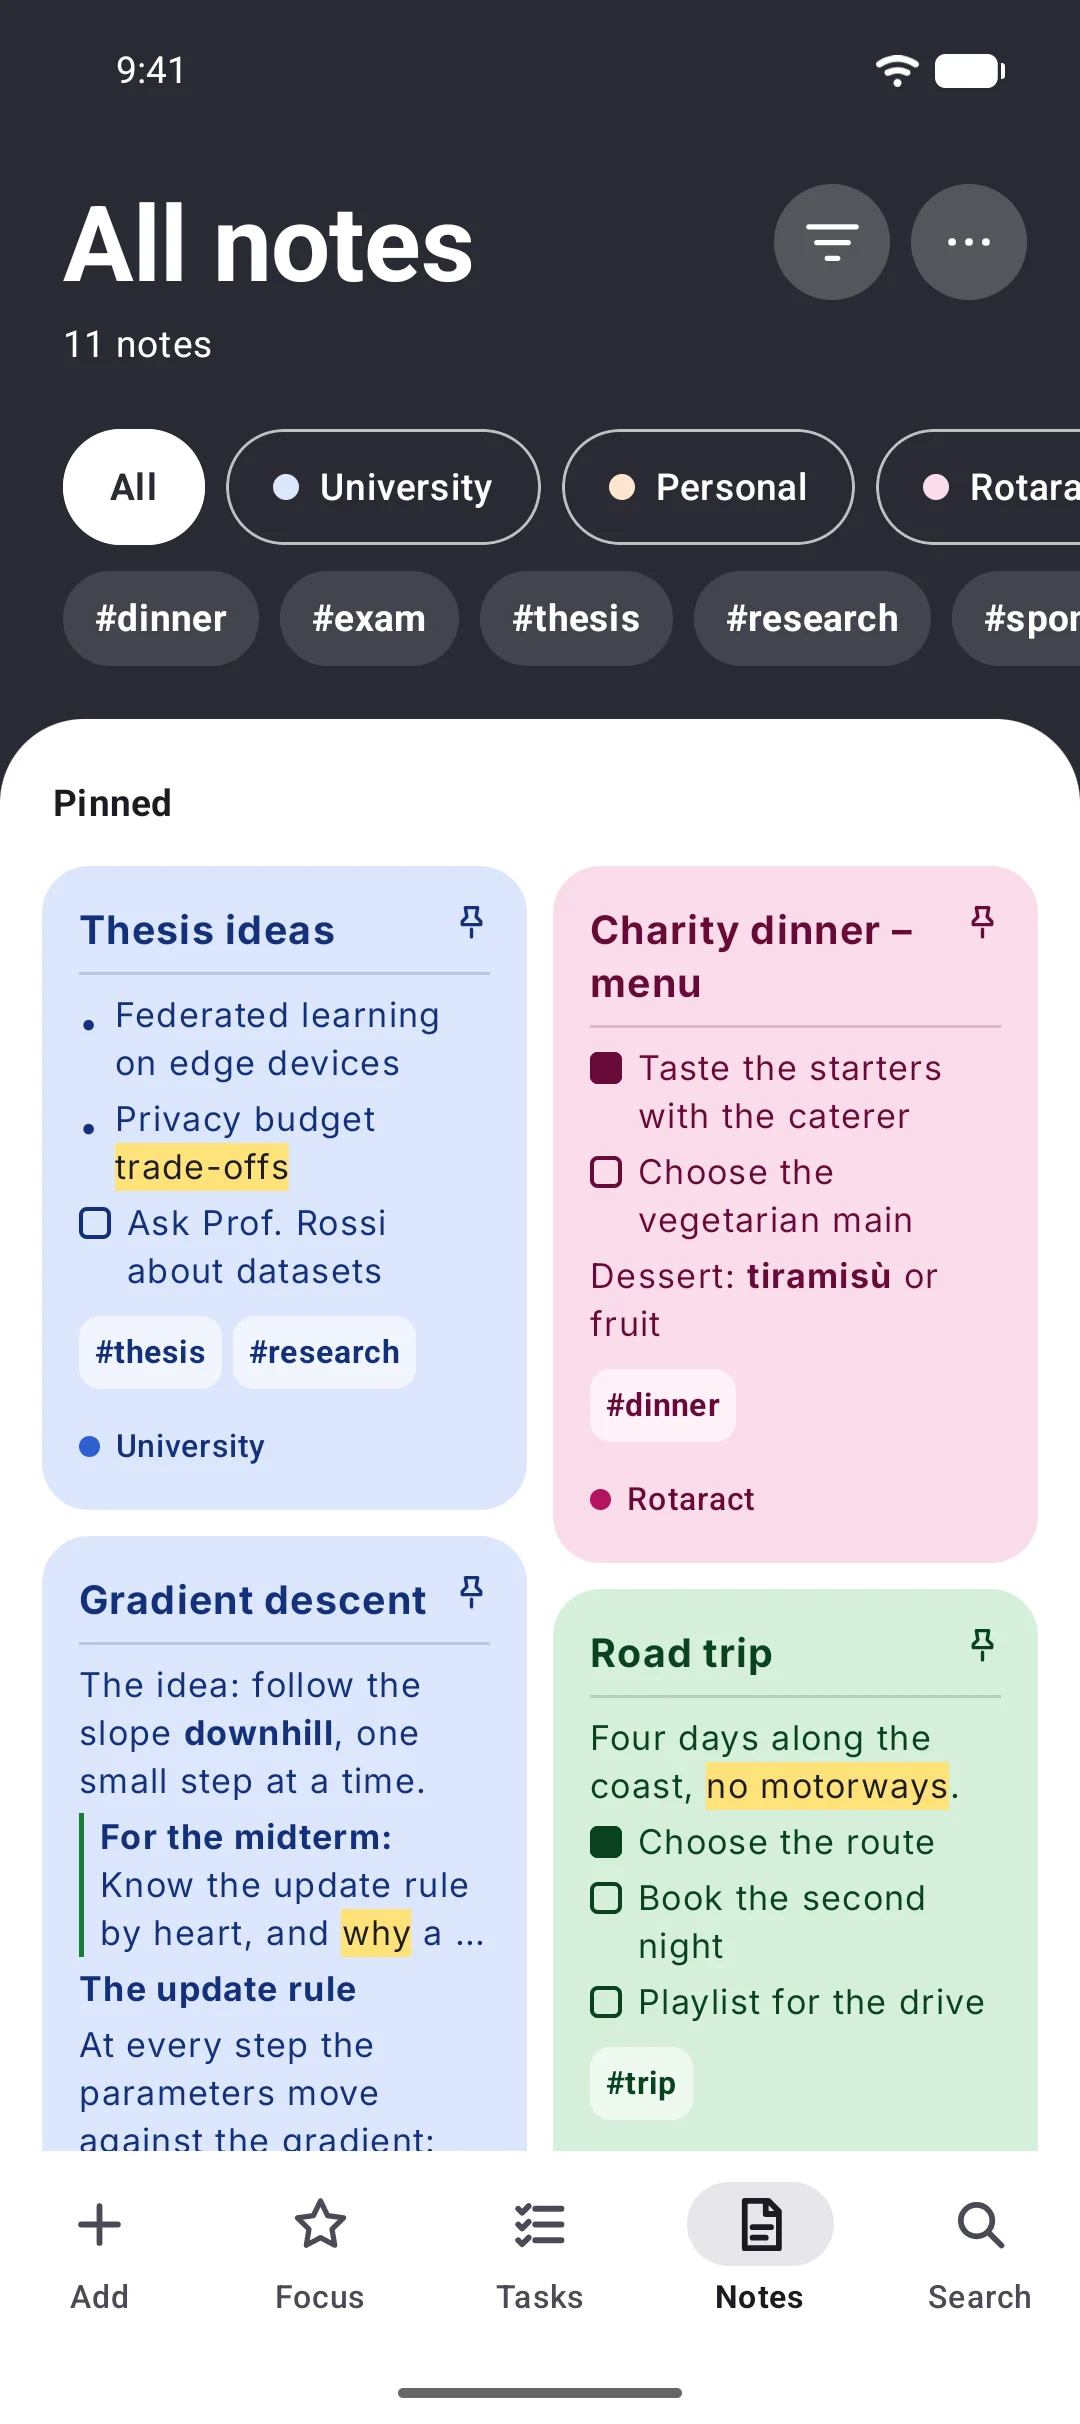 9:41
All notes
11 notes
All
University
Personal
Rotara
#dinner
#exam
#thesis
#research
#spor
Pinned
Thesis ideas
• Federated learning
on edge devices
• Privacy budget
trade-offs
Ask Prof. Rossi
about datasets
#thesis #research
University
Charity dinner –
menu
Taste the starters
with the caterer
Choose the
vegetarian main
Dessert: tiramisù or
fruit
#dinner
Rotaract
Gradient descent
The idea: follow the
slope downhill, one
small step at a time.
For the midterm:
Know the update rule
by heart, and why a ...
The update rule
At every step the
parameters move
against the gradient:
Road trip
Four days along the
coast, no motorways.
Choose the route
Book the second
night
Playlist for the drive
#trip
Add
Focus
Tasks
Notes
Search